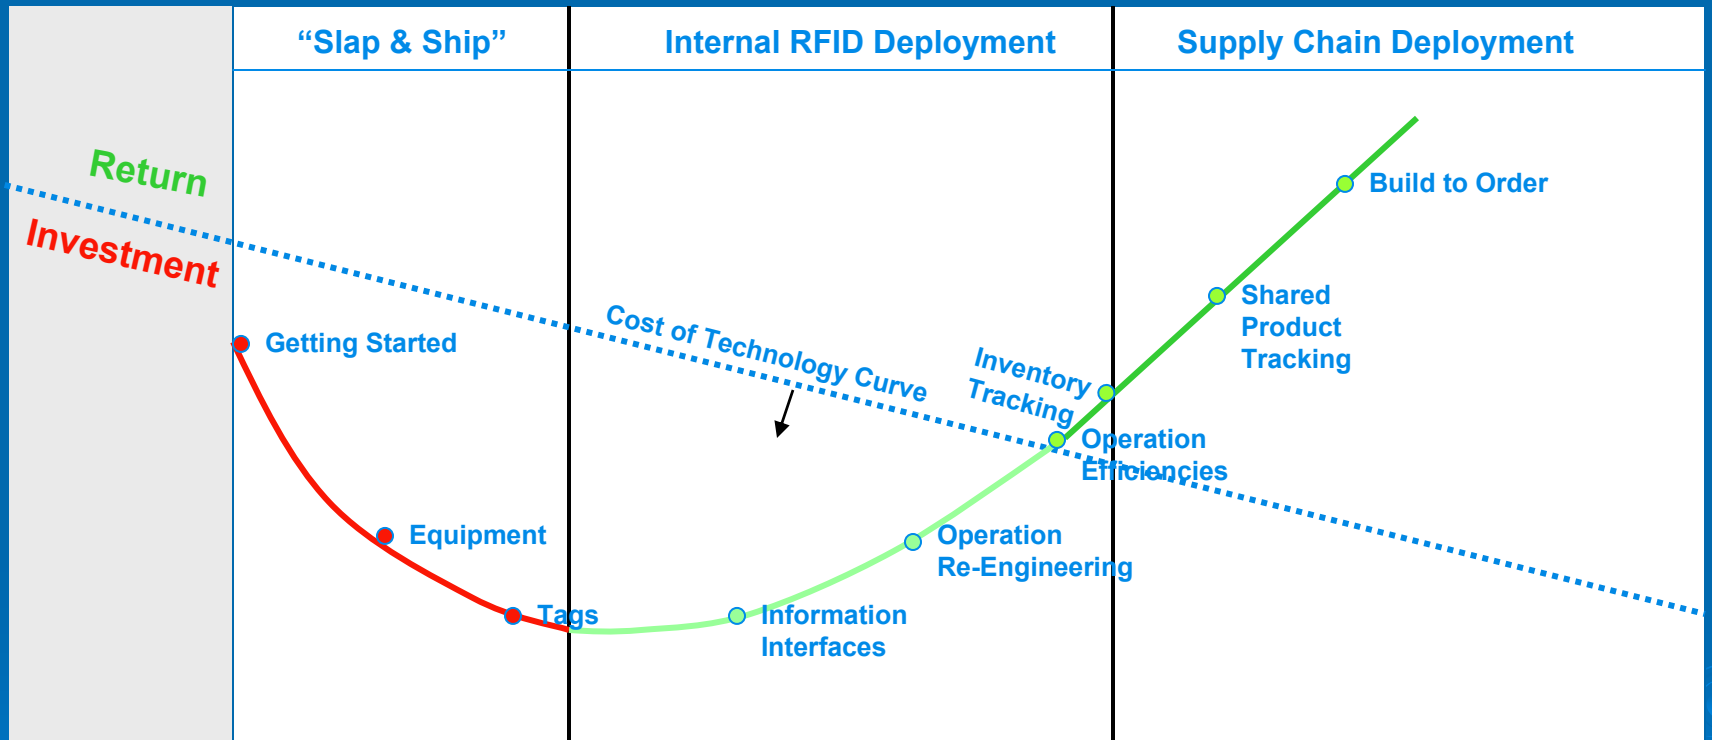 “Slap & Ship”
Internal RFID Deployment
Supply Chain Deployment
Return
Investment
Getting Started
Equipment
Tags
Cost of Technology Curve
Information
Interfaces
Operation
Re-Engineering
Inventory
Tracking
Operation
Efficiencies
Shared
Product
Tracking
Build to Order